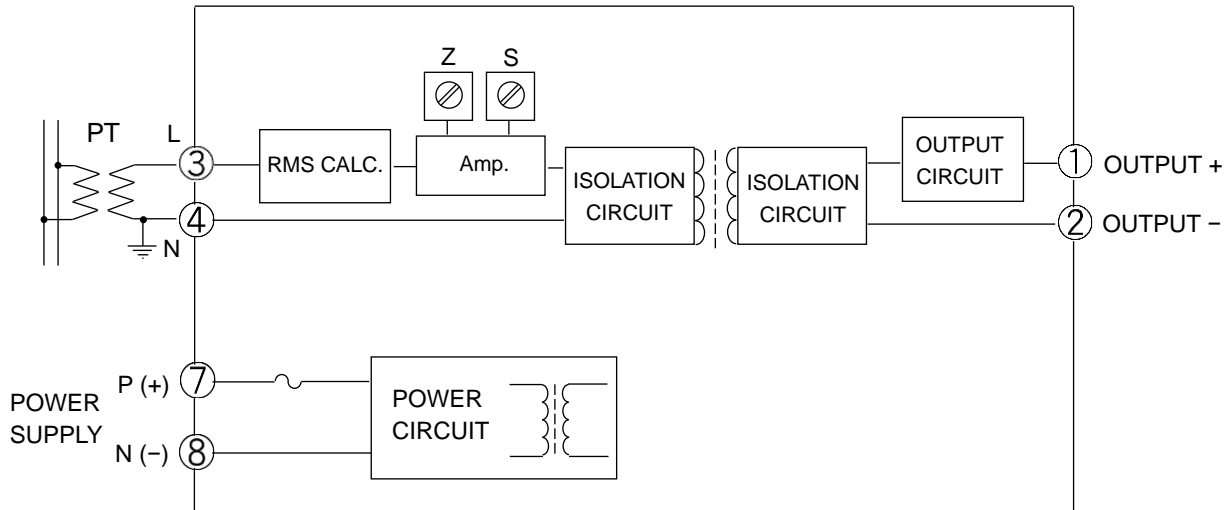 Z
S
PT
L
3
RMS CALC.
Amp.
ISOLATION
CIRCUIT
ISOLATION
CIRCUIT
OUTPUT
CIRCUIT
1
OUTPUT +
4
N
2
OUTPUT −
POWER
SUPPLY
P (+)
7
N (−)
8
POWER
CIRCUIT